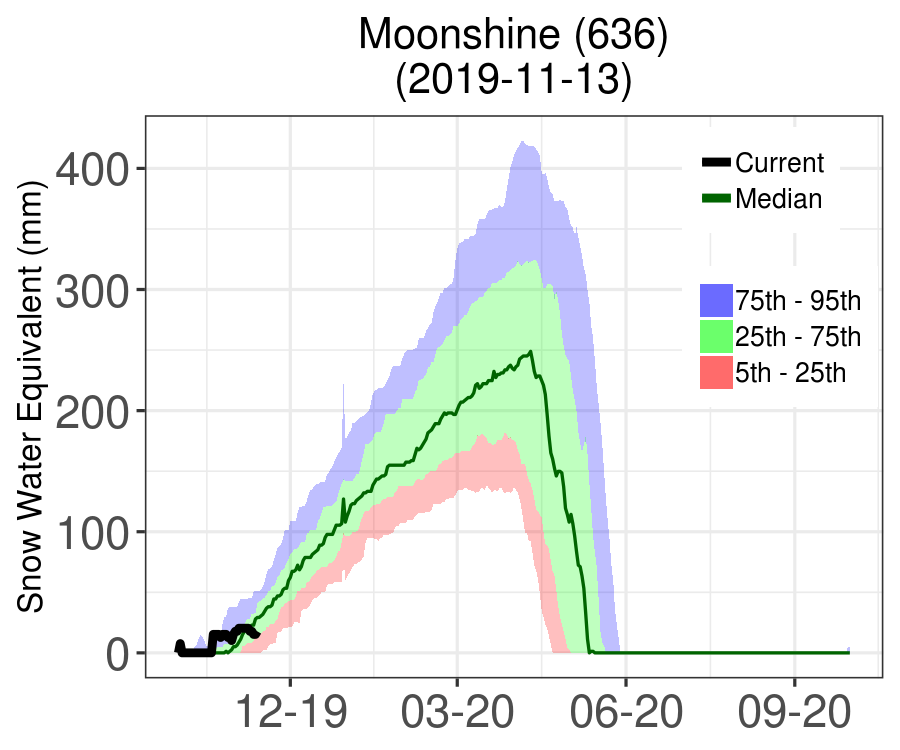 Moonshine (636)
(2019-11-13)
Snow Water Equivalent (mm)
400
300
200
100
0
12-19
03-20
06-20
09-20
Current
Median
75th - 95th
25th - 75th
5th - 25th